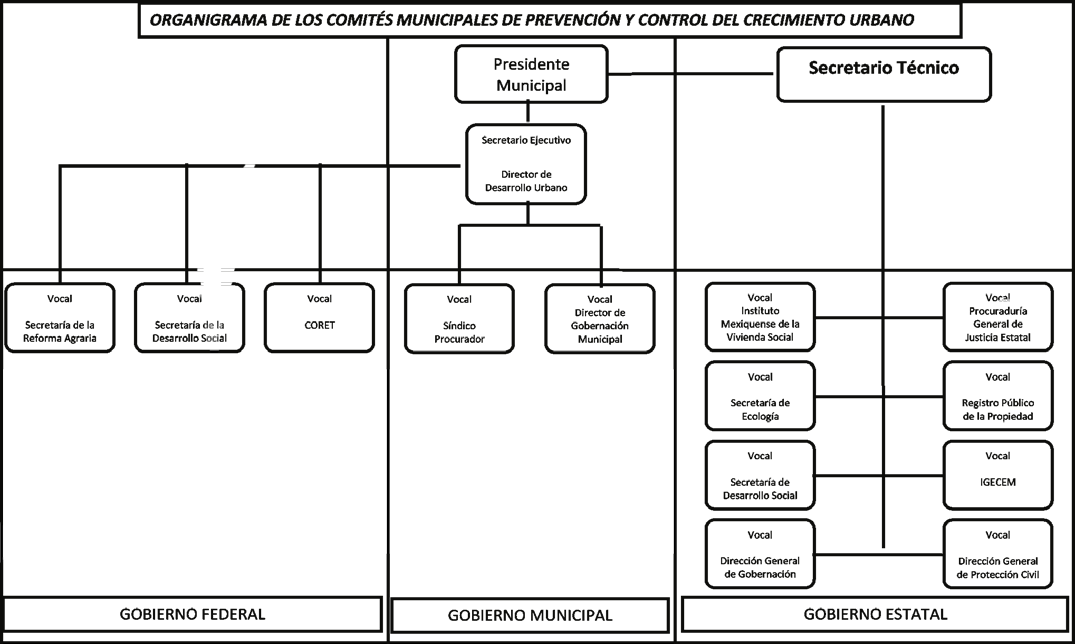 ORGANIGRAMA DE LOS COMITÉS MUNICIPALES DE PREVENCIÓN Y CONTROL DEL CRECIMIENTO URBANO
Presidente
Municipal
Secretario Técnico
Secretario Ejecutivo
Director de
Desarrollo Urbano
Vocal
Secretaría de la
Reforma Agraria
Vocal
Secretaría de la
Desarrollo Social
Vocal
CORET
Vocal
Síndico
Procurador
Vocal
Director de
Gobernación
Municipal
Vocal
Instituto
Mexiquense de la
Vivienda Social
Vocal
Procuraduría
General de
Justicia Estatal
Vocal
Secretaría de
Ecología
Vocal
Registro Público
de la Propiedad
Vocal
Secretaría de
Desarrollo Social
Vocal
IGECEM
Vocal
Dirección General
de Gobernación
Vocal
Dirección General
de Protección Civil
GOBIERNO FEDERAL
GOBIERNO MUNICIPAL
GOBIERNO ESTATAL